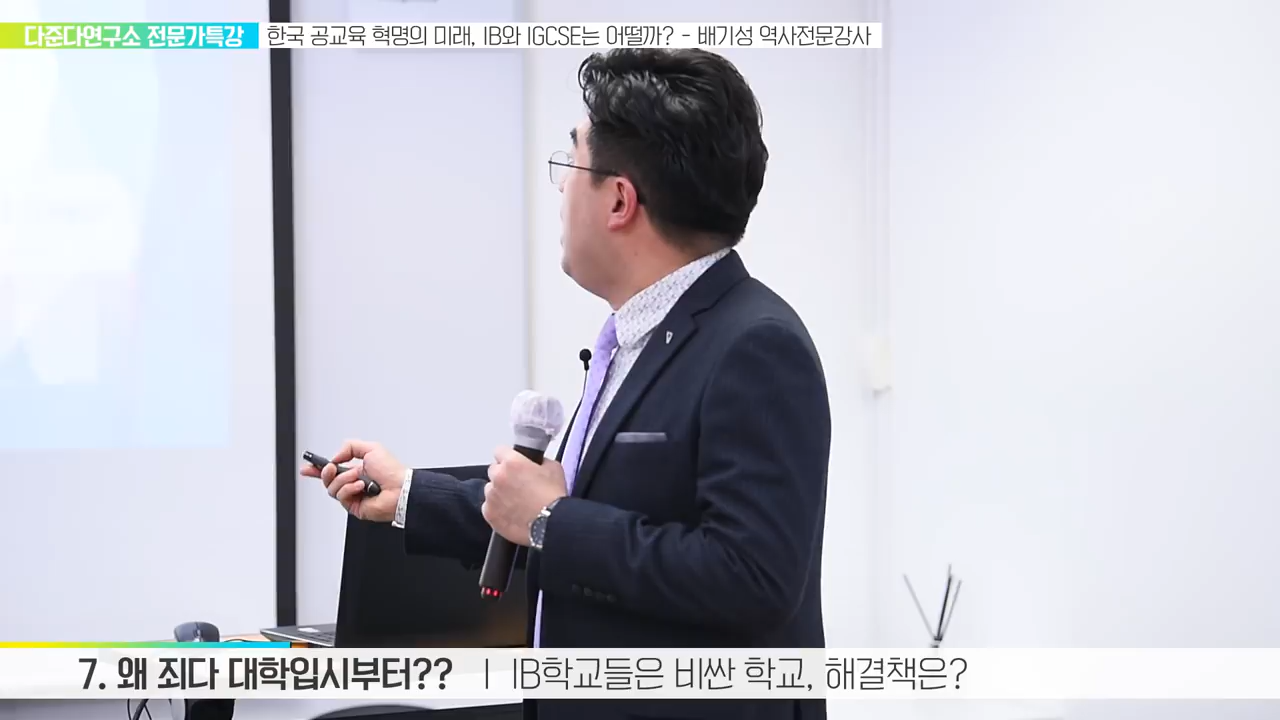 다준다연구소 전문가특강 한국 공교육 혁명의 미래, IB와 IGCSE는 어떨까? - 배기성 역사전문강사
7. 왜 죄다 대학입시부터?? | IB학교들은 비싼 학교, 해결책은?